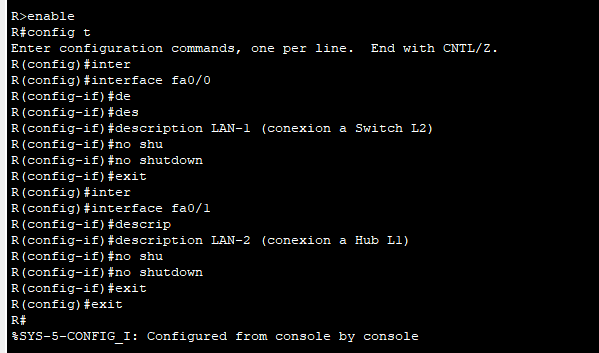 R>enable
R#config t
Enter configuration commands, one per line.  End with CNTL/Z.
R(config)#inter
R(config)#interface fa0/0
R(config-if)#de
R(config-if)#des
R(config-if)#description LAN-1 (conexion a Switch L2)
R(config-if)#no shu
R(config-if)#no shutdown
R(config-if)#exit
R(config)#inter
R(config)#interface fa0/1
R(config-if)#descrip
R(config-if)#description LAN-2 (conexion a Hub L1)
R(config-if)#no shu
R(config-if)#no shutdown
R(config-if)#exit
R(config)#exit
R#
%SYS-5-CONFIG_I: Configured from console by console